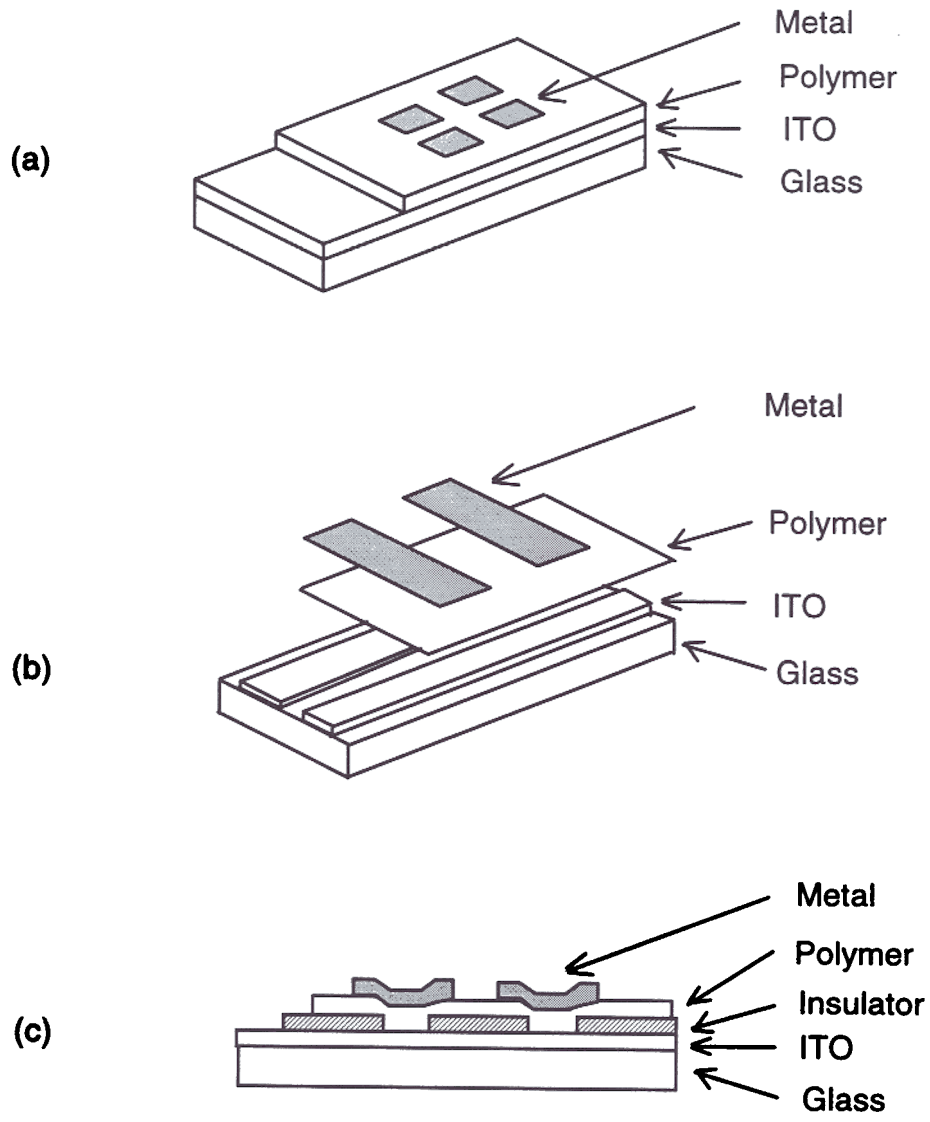 Metal
Polymer
(a)
ITO
Glass
Metal
Polymer
ITO
(b)
Glass
Metal
Polymer
Insulator
(c)
ITO
Glass